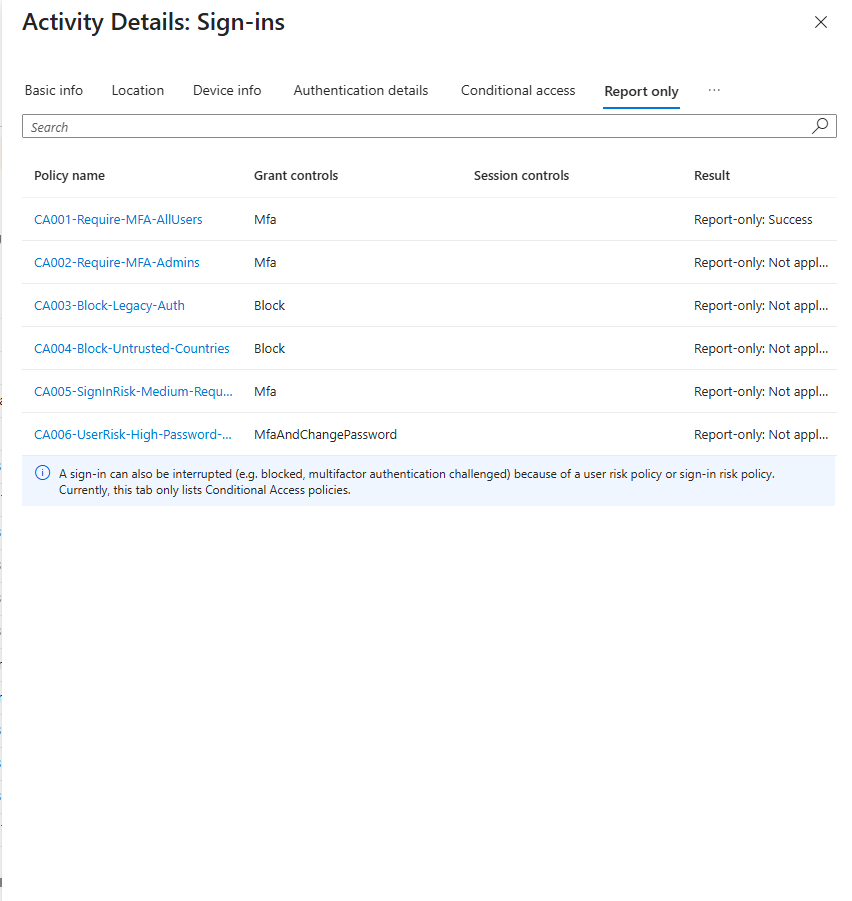 Activity Details: Sign-ins
Basic info Location Device info Authentication details Conditional access Report only ...
Search
Policy name Grant controls Session controls Result
CA001-Require-MFA-AllUsers Mfa Report-only: Success
CA002-Require-MFA-Admins Mfa Report-only: Not appl...
CA003-Block-Legacy-Auth Block Report-only: Not appl...
CA004-Block-Untrusted-Countries Block Report-only: Not appl...
CA005-SignInRisk-Medium-Requ... Mfa Report-only: Not appl...
CA006-UserRisk-High-Password-... MfaAndChangePassword Report-only: Not appl...
A sign-in can also be interrupted (e.g. blocked, multifactor authentication challenged) because of a user risk policy or sign-in risk policy.
Currently, this tab only lists Conditional Access policies.